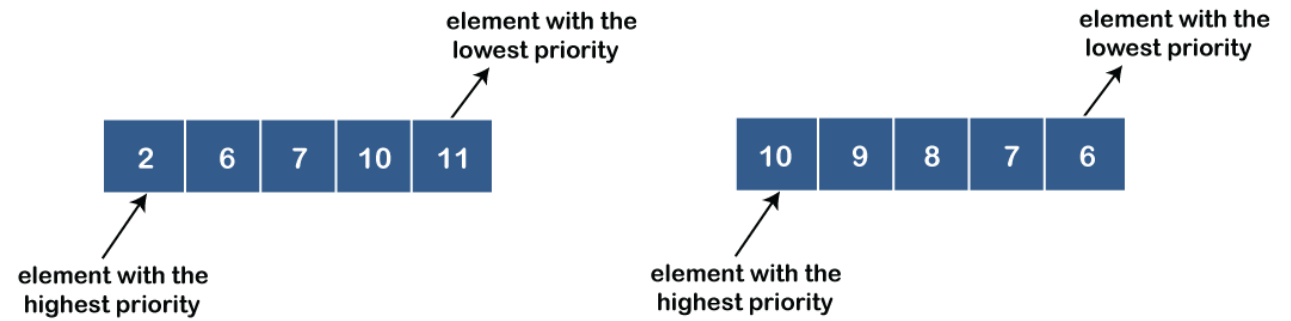 element with the
lowest priority
2 6 7 10 11
element with the
highest priority
element with the
lowest priority
10 9 8 7 6
element with the
highest priority